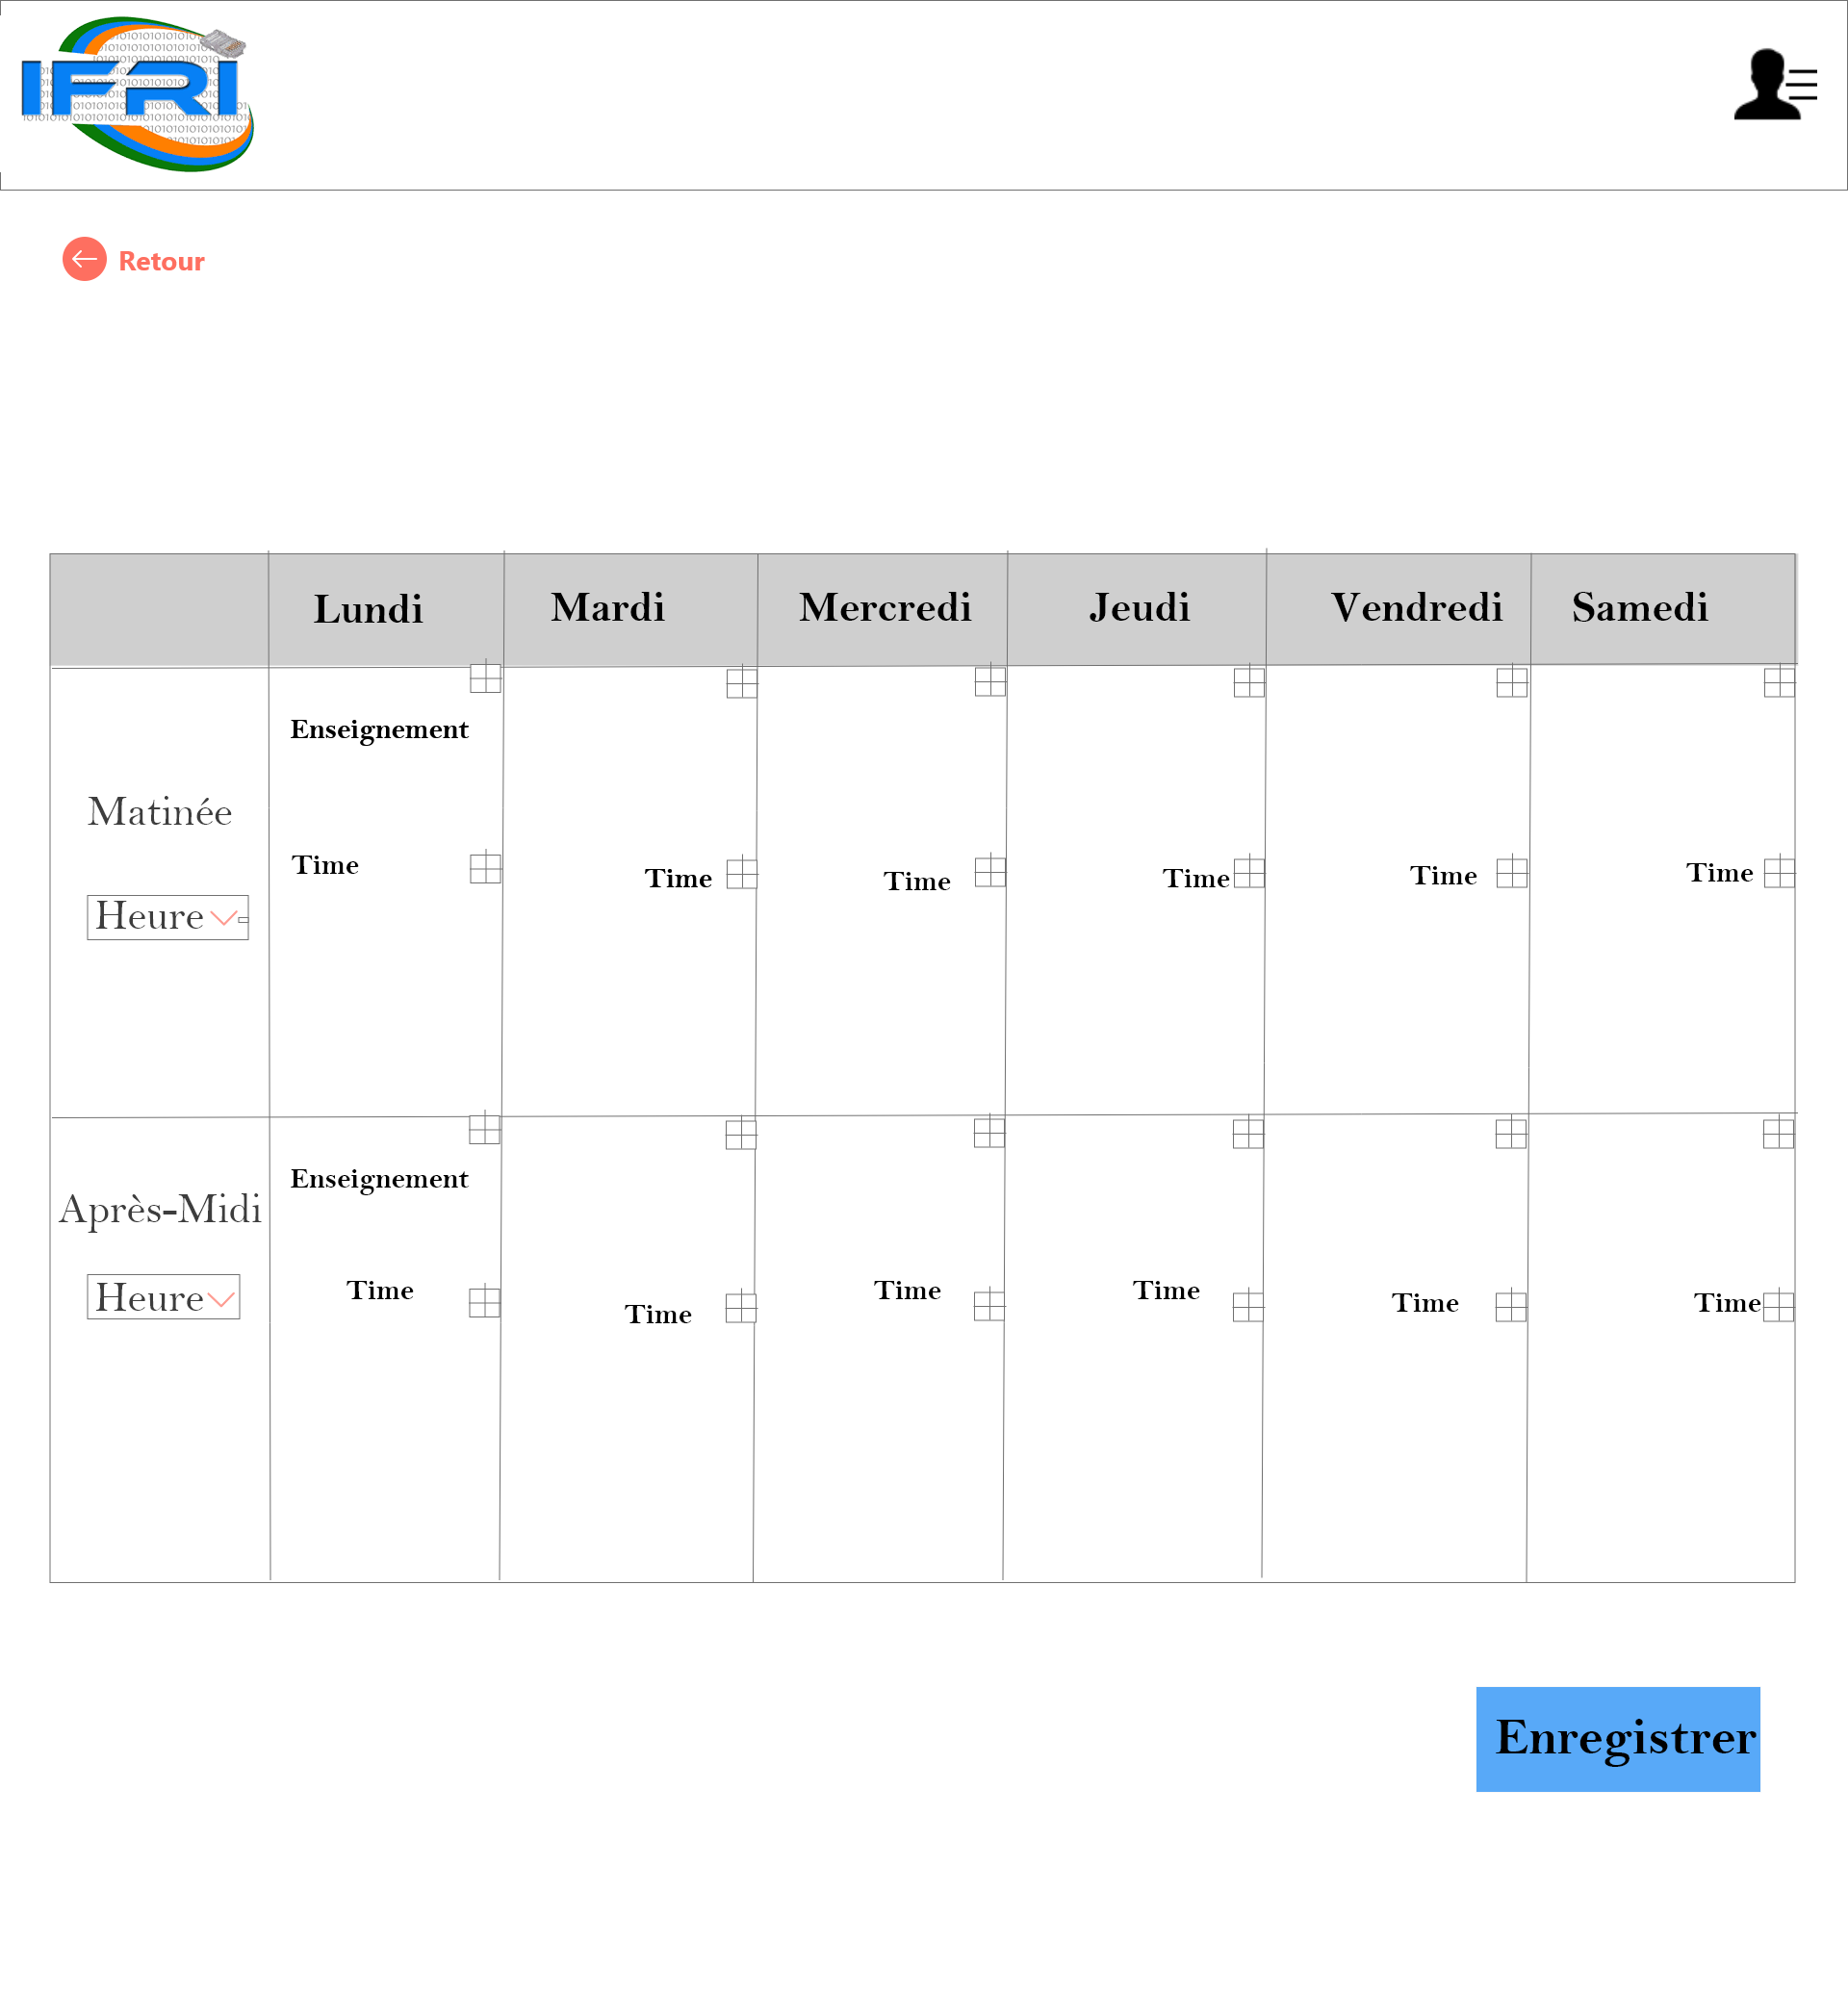 IFRI
Retour
Lundi Mardi Mercredi Jeudi Vendredi Samedi
Enseignement
Matinée
Time Time Time Time Time Time
Heure
Enseignement
Après-Midi
Heure Time Time Time Time Time Time
Enregistrer